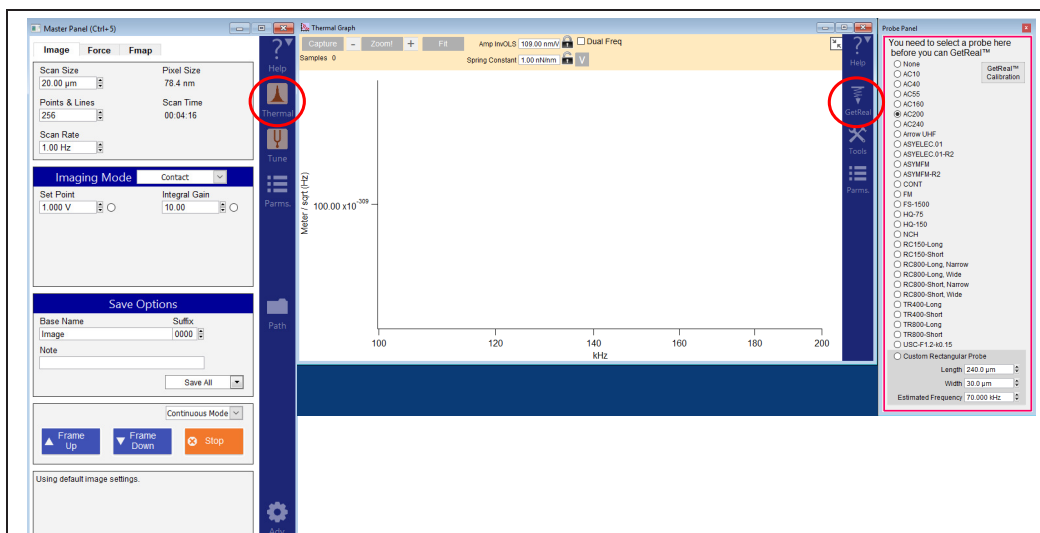 Master Panel (Ctrl+5)
Image Force Fmap
Scan Size Pixel Size
20.00 µm 78.4 nm
Points & Lines Scan Time
256 00:04:16
Scan Rate
1.00 Hz
Imaging Mode Contact
Set Point Integral Gain
1.000 V 10.00
Save Options
Base Name Suffix
Image 0000
Note
Save All
Continuous Mode
Frame Up Frame Down Stop
Using default image settings.
Help
Thermal
Tune
Parms.
Path
Adv.
Thermal Graph
Capture - Zoom! + Fit Amp InvOLS 109.00 nm/V Dual Freq
Samples 0 Spring Constant 1.00 nN/nm V
Meter / sqrt (Hz)
100.00 x10-309
100 120 140 160 180 200
kHz
Help
GetReal
Tools
Parms.
Probe Panel
You need to select a probe here
before you can GetReal™
GetReal™
Calibration
None
AC10
AC40
AC55
AC160
AC200
AC240
Arrow UHF
ASYELEC.01
ASYELEC.01-R2
ASYMFM
ASYMFM-R2
CONT
FM
FS-1500
HQ-75
HQ-150
NCH
RC150-Long
RC150-Short
RC800-Long, Narrow
RC800-Long, Wide
RC800-Short, Narrow
RC800-Short, Wide
TR400-Long
TR400-Short
TR800-Long
TR800-Short
USC-F1.2-k0.15
Custom Rectangular Probe
Length 240.0 µm
Width 30.0 µm
Estimated Frequency 70.000 kHz